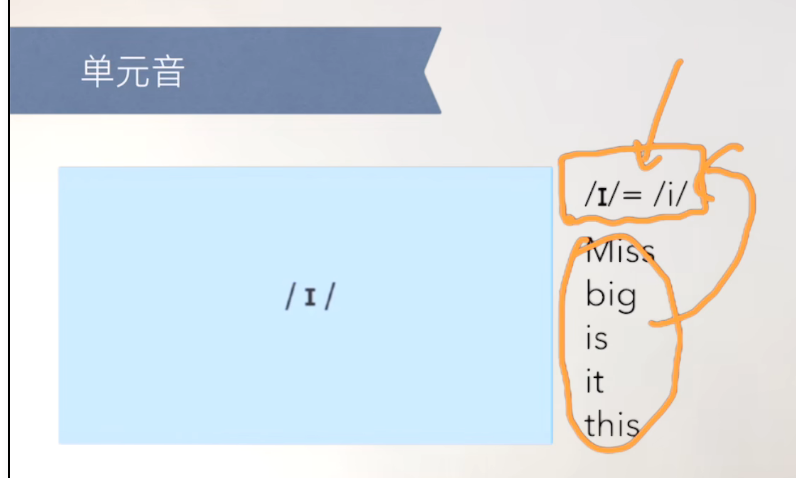 单元音
/ɪ/= /i/
/ɪ/
Miss
big
is
it
this